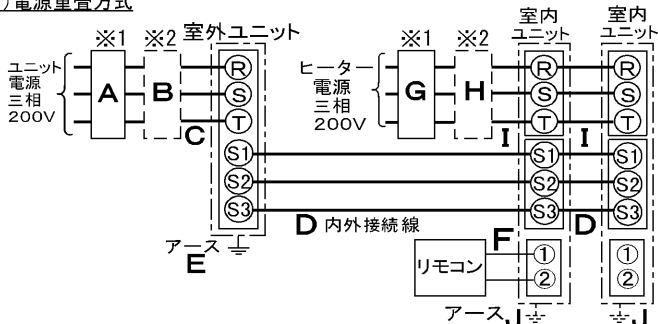 )電源重畳方式
※1
※2
室外ユニット
ユニット
電源
三相
200V
A
B
C
R
S
T
S1
S2
S3
アース
E
※1
※2
ヒーター
電源
三相
200V
G
H
I
室内
ユニット
R
S
T
S1
S2
S3
I
室内
ユニット
R
S
T
S1
S2
S3
D 内外接続線
D
リモコン
F
①
②
①
②
アース J
J